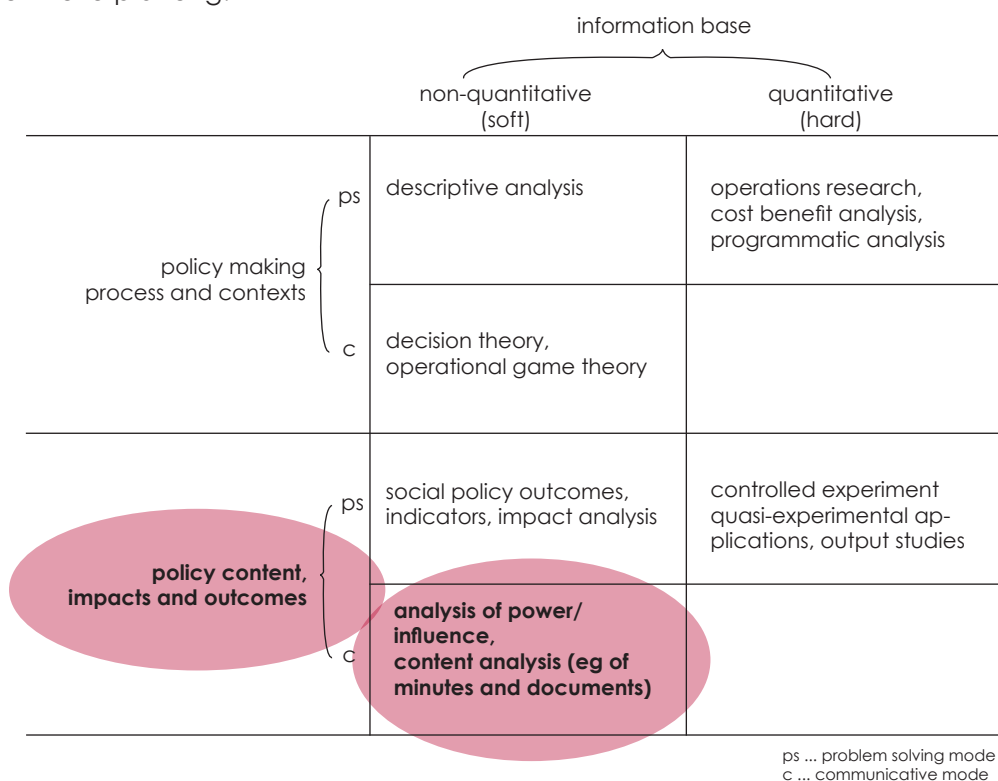 information base
non-quantitative
(soft)
quantitative
(hard)
ps
descriptive analysis
operations research,
cost benefit analysis,
programmatic analysis
policy making
process and contexts
c
decision theory,
operational game theory
ps
social policy outcomes,
indicators, impact analysis
controlled experiment
quasi-experimental ap-
plications, output studies
policy content,
impacts and outcomes
c
analysis of power/
influence,
content analysis (eg of
minutes and documents)
ps ... problem solving mode
c ... communicative mode